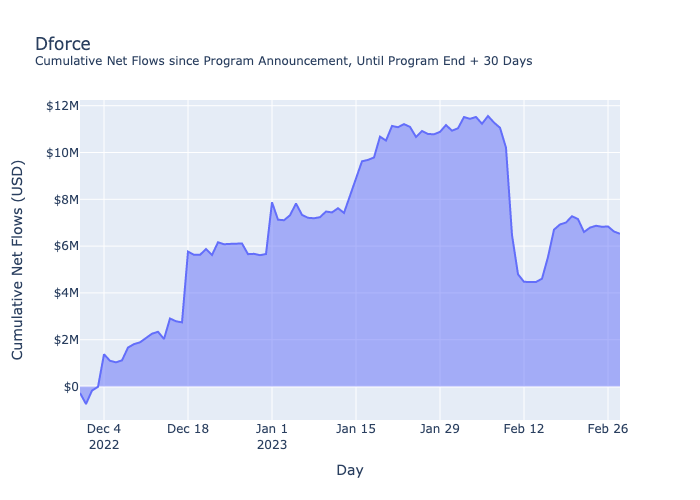 Dforce
Cumulative Net Flows since Program Announcement, Until Program End + 30 Days
Cumulative Net Flows (USD)
$12M
$10M
$8M
$6M
$4M
$2M
$0
Dec 4
2022
Dec 18
Jan 1
2023
Jan 15
Jan 29
Feb 12
Feb 26
Day